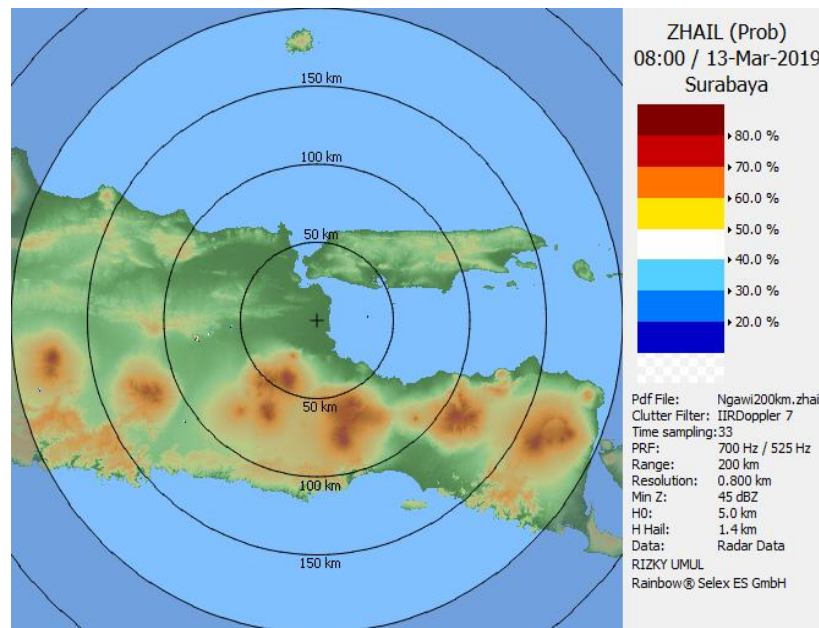 150 km
100 km
50 km
50 km
100 km
150 km
ZHAIL (Prob)
08:00 / 13-Mar-2019
Surabaya
80.0 %
70.0 %
60.0 %
50.0 %
40.0 %
30.0 %
20.0 %
Pdf File: Ngawi200km.zhai
Clutter Filter: IIRDoppler 7
Time sampling:33
PRF: 700 Hz / 525 Hz
Range: 200 km
Resolution: 0.800 km
Min Z: 45 dBZ
H0: 5.0 km
H Hail: 1.4 km
Data: Radar Data
RIZKY UMUL
Rainbow® Selex ES GmbH